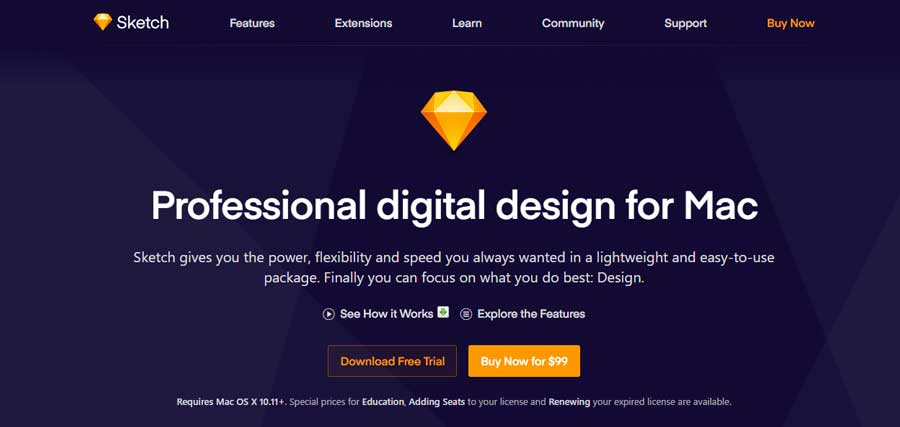 Sketch Features Extensions Learn Community Support Buy Now
Professional digital design for Mac
Sketch gives you the power, flexibility and speed you always wanted in a lightweight and easy-to-use
package. Finally you can focus on what you do best: Design.
See How it Works Explore the Features
Download Free Trial Buy Now for $99
Requires Mac OS X 10.11+. Special prices for Education, Adding Seats to your license and Renewing your expired license are available.